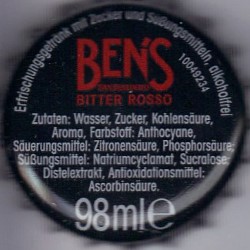 Erfrischungsgetränk mit Zucker und Süßungsmitteln, alkoholfrei
10049234
BEN'S
BITTER ROSSO
Zutaten: Wasser, Zucker, Kohlensäure,
Aroma, Farbstoff: Anthocyane,
Säuerungsmittel: Zitronensäure, Phosphorsäure;
Süßungsmittel: Natriumcyclamat, Sucralose;
Distelextrakt, Antioxidationsmittel:
Ascorbinsäure.
98ml℮